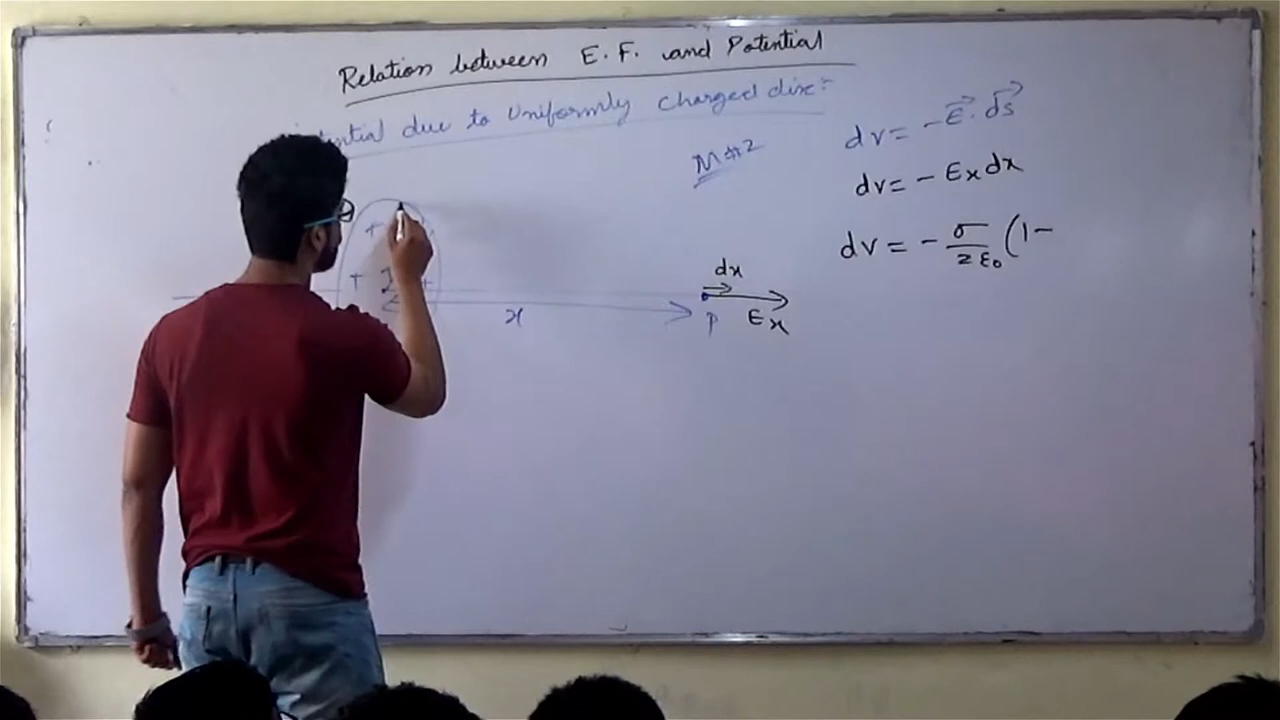 Relation between E.F. and Potential
due to Uniformly Charged disc:-
M#2
dv = -E⃗. ds⃗
dv = - Ex dx
dv = - σ/2ε₀ (1-
+
+
+
dx
x
P
Ex